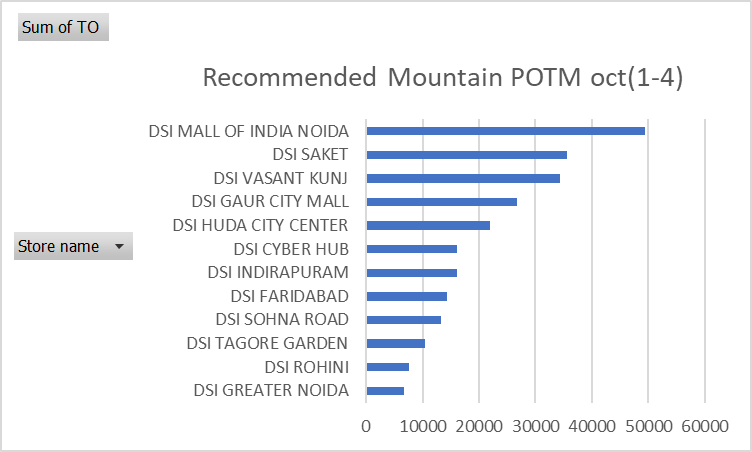 Sum of TO
Recommended Mountain POTM oct(1-4)
DSI MALL OF INDIA NOIDA
DSI SAKET
DSI VASANT KUNJ
DSI GAUR CITY MALL
DSI HUDA CITY CENTER
Store name
DSI CYBER HUB
DSI INDIRAPURAM
DSI FARIDABAD
DSI SOHNA ROAD
DSI TAGORE GARDEN
DSI ROHINI
DSI GREATER NOIDA
0 10000 20000 30000 40000 50000 60000